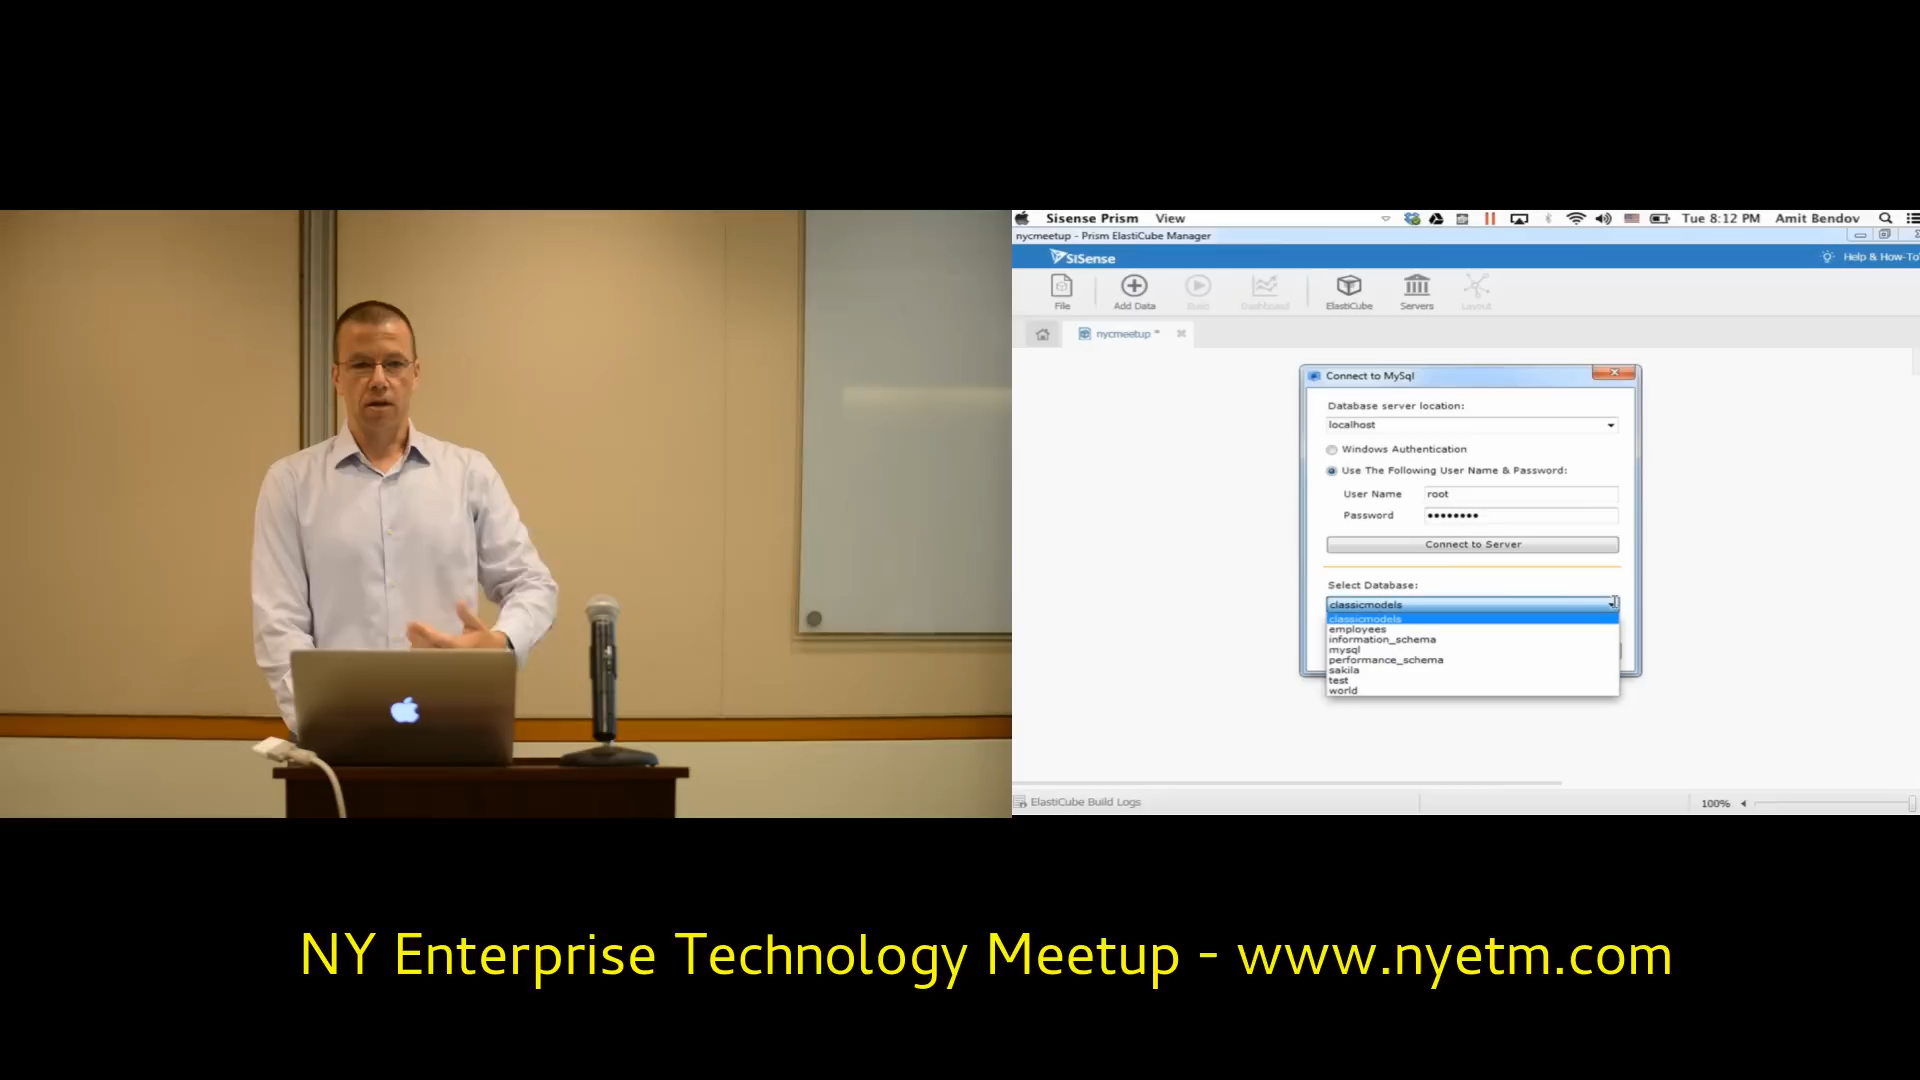 Sisense Prism View Tue 8:12 PM Amit Bendov
nycmeetup - Prism ElastiCube Manager
SiSense Help & How-To
File Add Data Build Dashboard ElastiCube Servers Layout
nycmeetup *
Connect to MySql
Database server location:
localhost
Windows Authentication
Use The Following User Name & Password:
User Name root
Password ••••••••
Connect to Server
Select Database:
classicmodels
classicmodels
employees
information_schema
mysql
performance_schema
sakila
test
world
ElastiCube Build Logs 100%
NY Enterprise Technology Meetup - www.nyetm.com